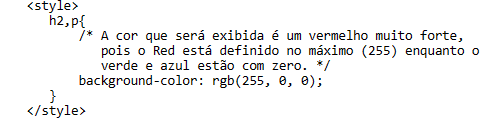 <style>
h2,p{
/* A cor que será exibida é um vermelho muito forte,
pois o Red está definido no máximo (255) enquanto o
verde e azul estão com zero. */
background-color: rgb(255, 0, 0);
}
</style>